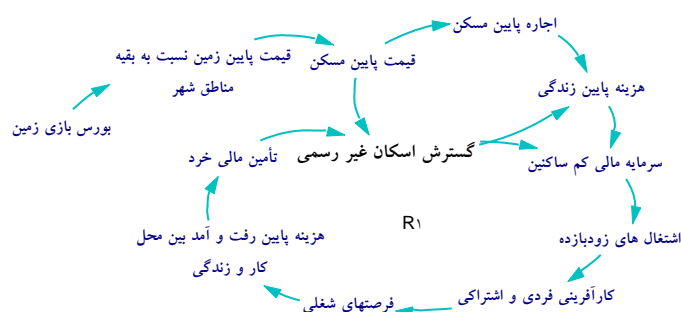 اجاره پایین مسکن
قیمت پایین زمین نسبت به بقیه
مناطق شهر
قیمت پایین مسکن
هزینه پایین زندگی
بورس بازی زمین
گسترش اسکان غیر رسمی
تأمین مالی خرد
سرمایه مالی کم ساکنین
R۱
هزینه پایین رفت و آمد بین محل
کار و زندگی
اشتغال های زودبازده
کارآفرینی فردی و اشتراکی
فرصتهای شغلی